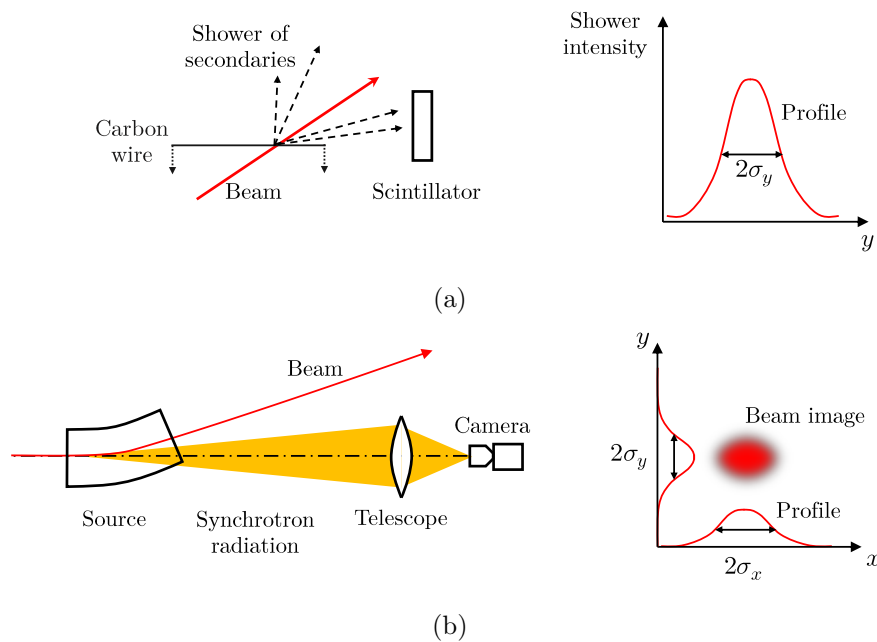 Shower of
secondaries
Carbon
wire
Beam
Scintillator
Shower
intensity
Profile
2σ_y
y
(a)
Beam
Camera
Source
Synchrotron
radiation
Telescope
y
Beam image
2σ_y
Profile
2σ_x
x
(b)